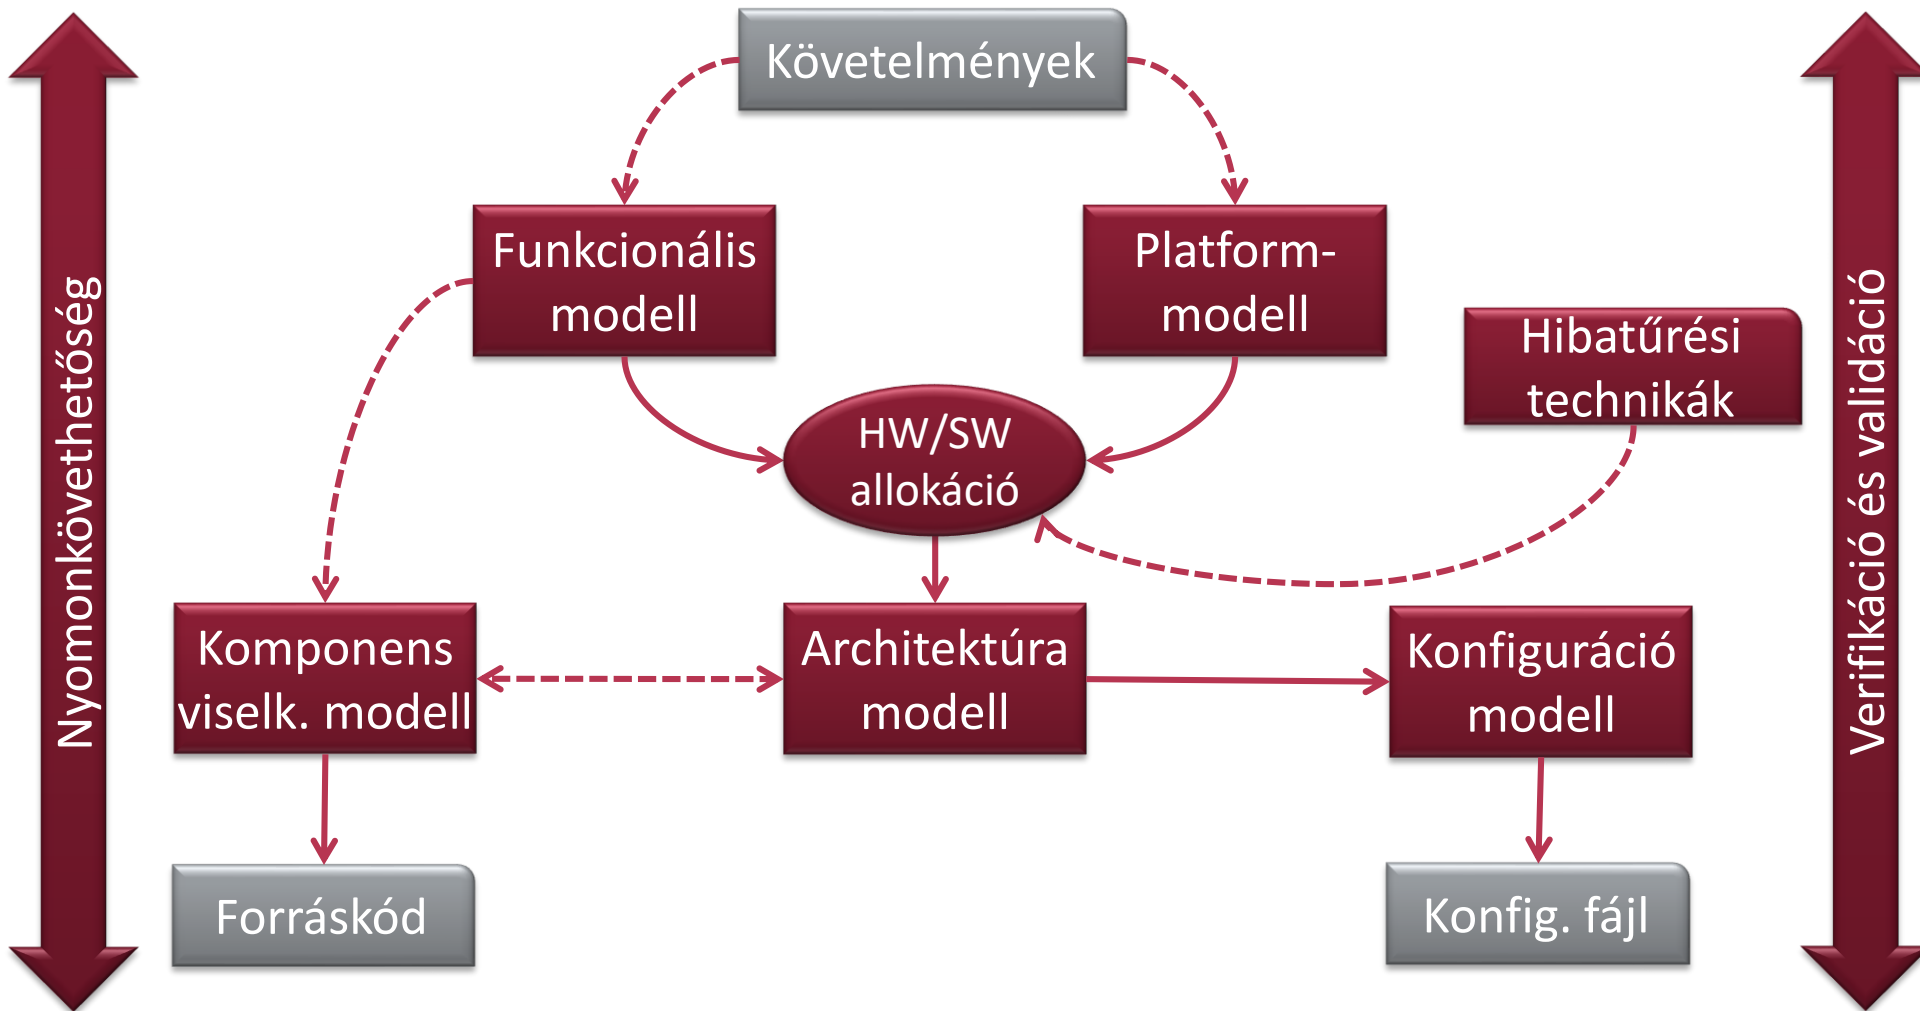 Követelmények
Funkcionális
modell
Platform-
modell
Hibatűrési
technikák
HW/SW
allokáció
Komponens
viselk. modell
Architektúra
modell
Konfiguráció
modell
Forráskód
Konfig. fájl
Nyomonkövethetőség
Verifikáció és validáció